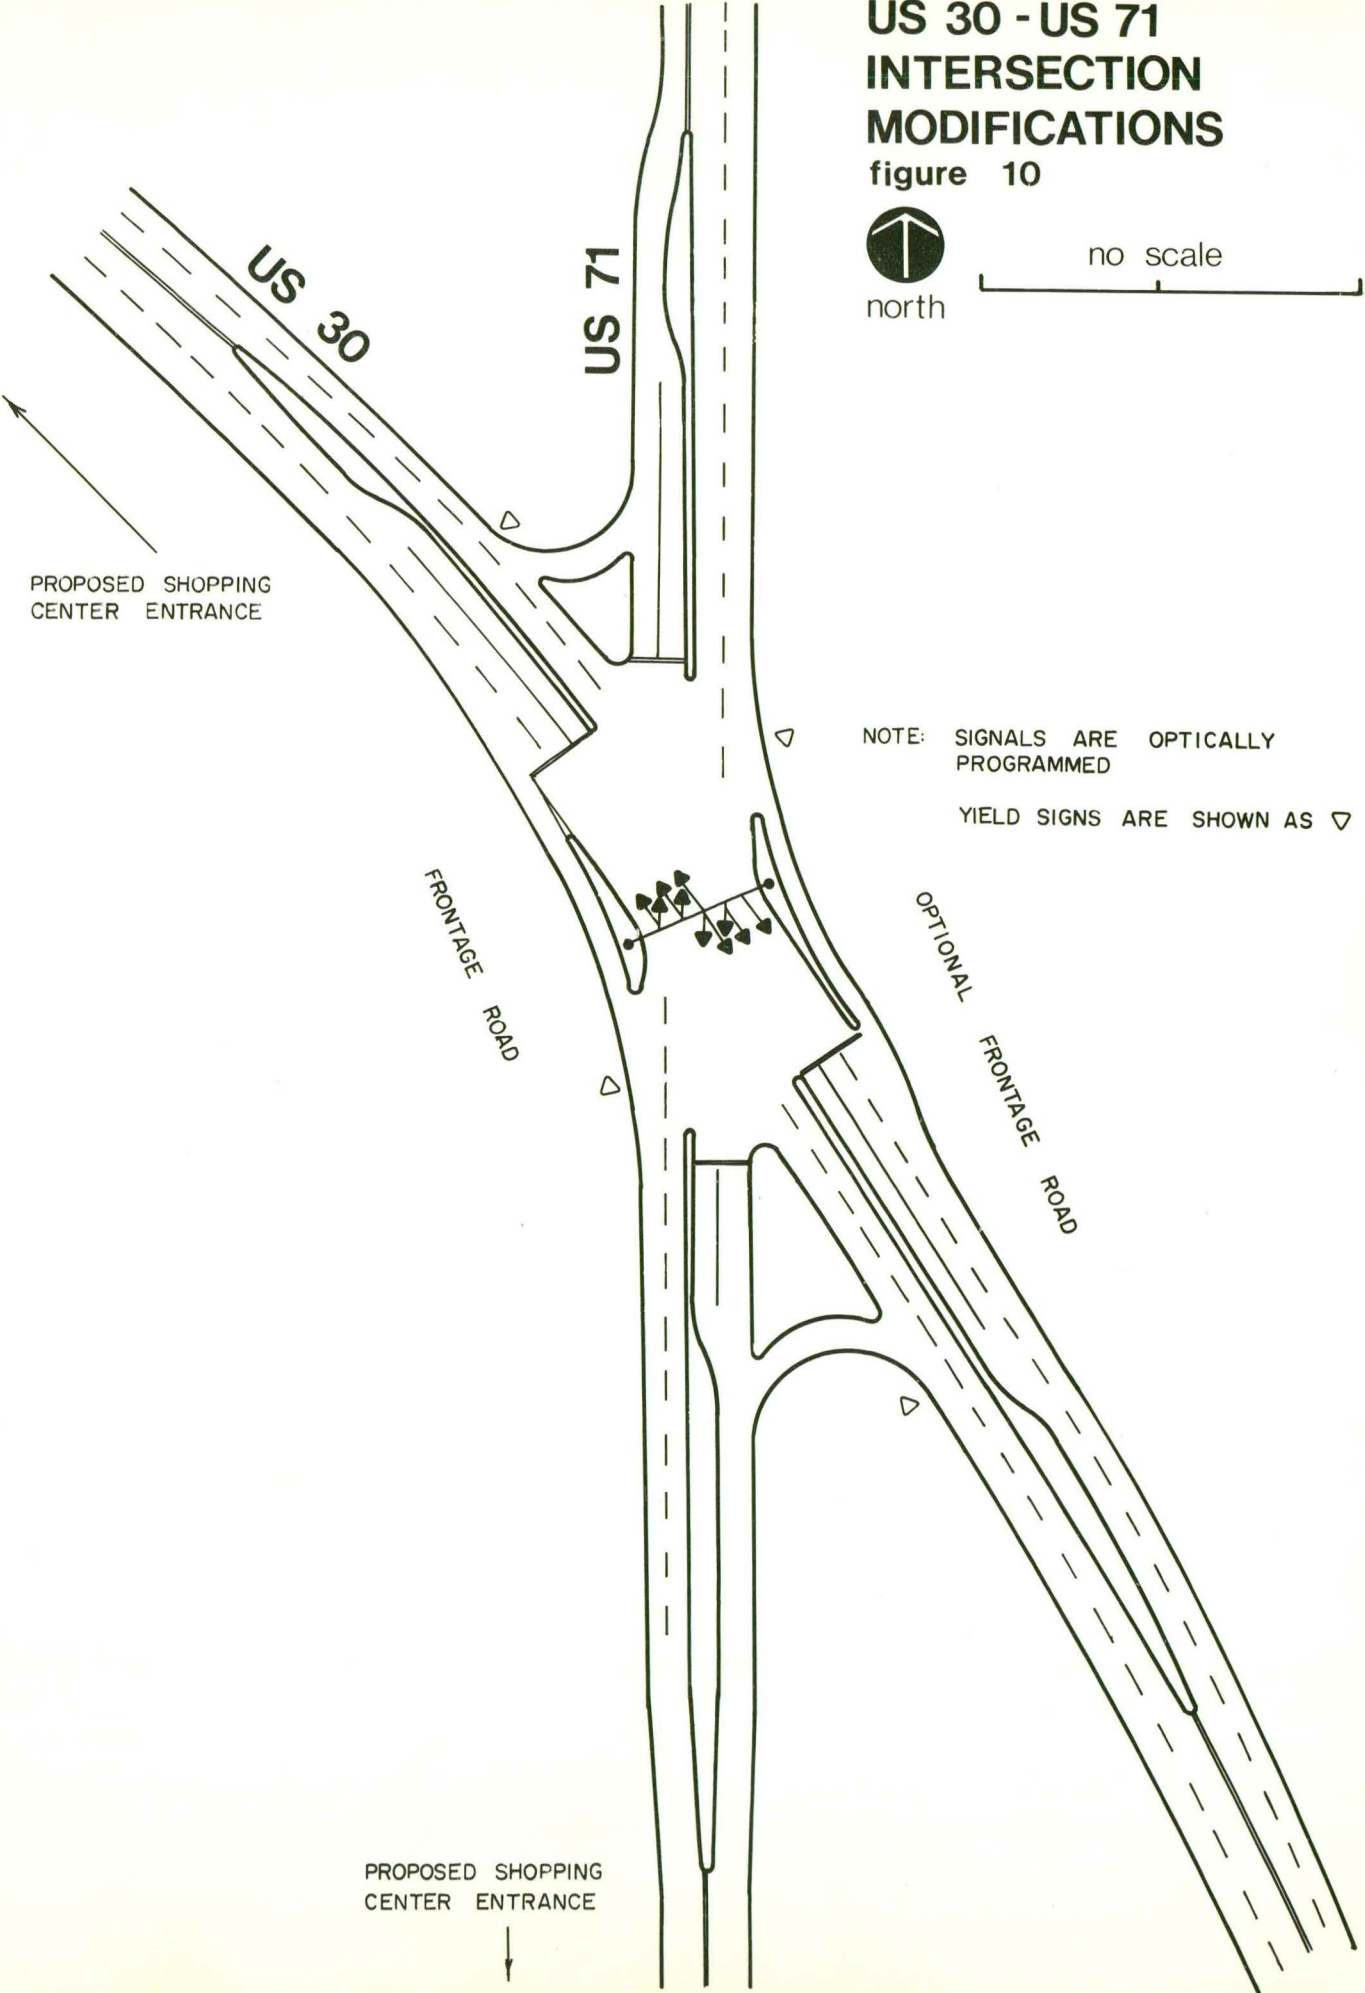 US 30 - US 71
INTERSECTION
MODIFICATIONS
figure 10
north
no scale
US 30
US 71
PROPOSED SHOPPING
CENTER ENTRANCE
NOTE: SIGNALS ARE OPTICALLY
PROGRAMMED
YIELD SIGNS ARE SHOWN AS ▽
FRONTAGE ROAD
OPTIONAL FRONTAGE ROAD
PROPOSED SHOPPING
CENTER ENTRANCE